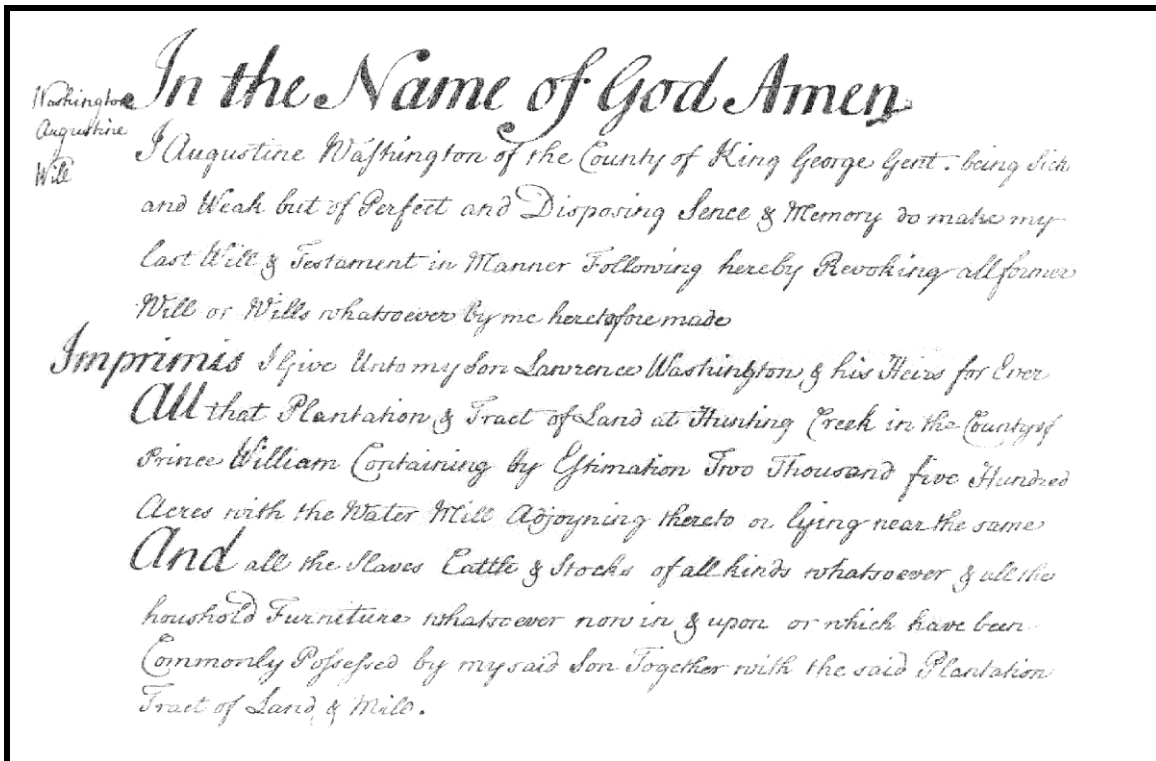 Washington
Augustine
Will
In the Name of God Amen
I Augustine Washington of the County of King George Gent. being Sick
and Weak but of Perfect and Disposing Sence & Memory do make my
last Will & Testament in Manner Following hereby Revoking all former
Will or Wills whatsoever by me heretofore made
Imprimis I Give Unto my Son Lawrence Washington & his Heirs for Ever
All that Plantation & Tract of Land at Hunting Creek in the County of
Prince William Containing by Estimation Two Thousand five Hundred
Acres with the Water Mill Adjoyning thereto or lying near the same
And all the Slaves Cattle & Stocks of all kinds whatsoever & all the
houshold Furniture whatsoever now in & upon or which have been
Commonly Possessed by my said Son Together with the said Plantation
Tract of Land & Mill.